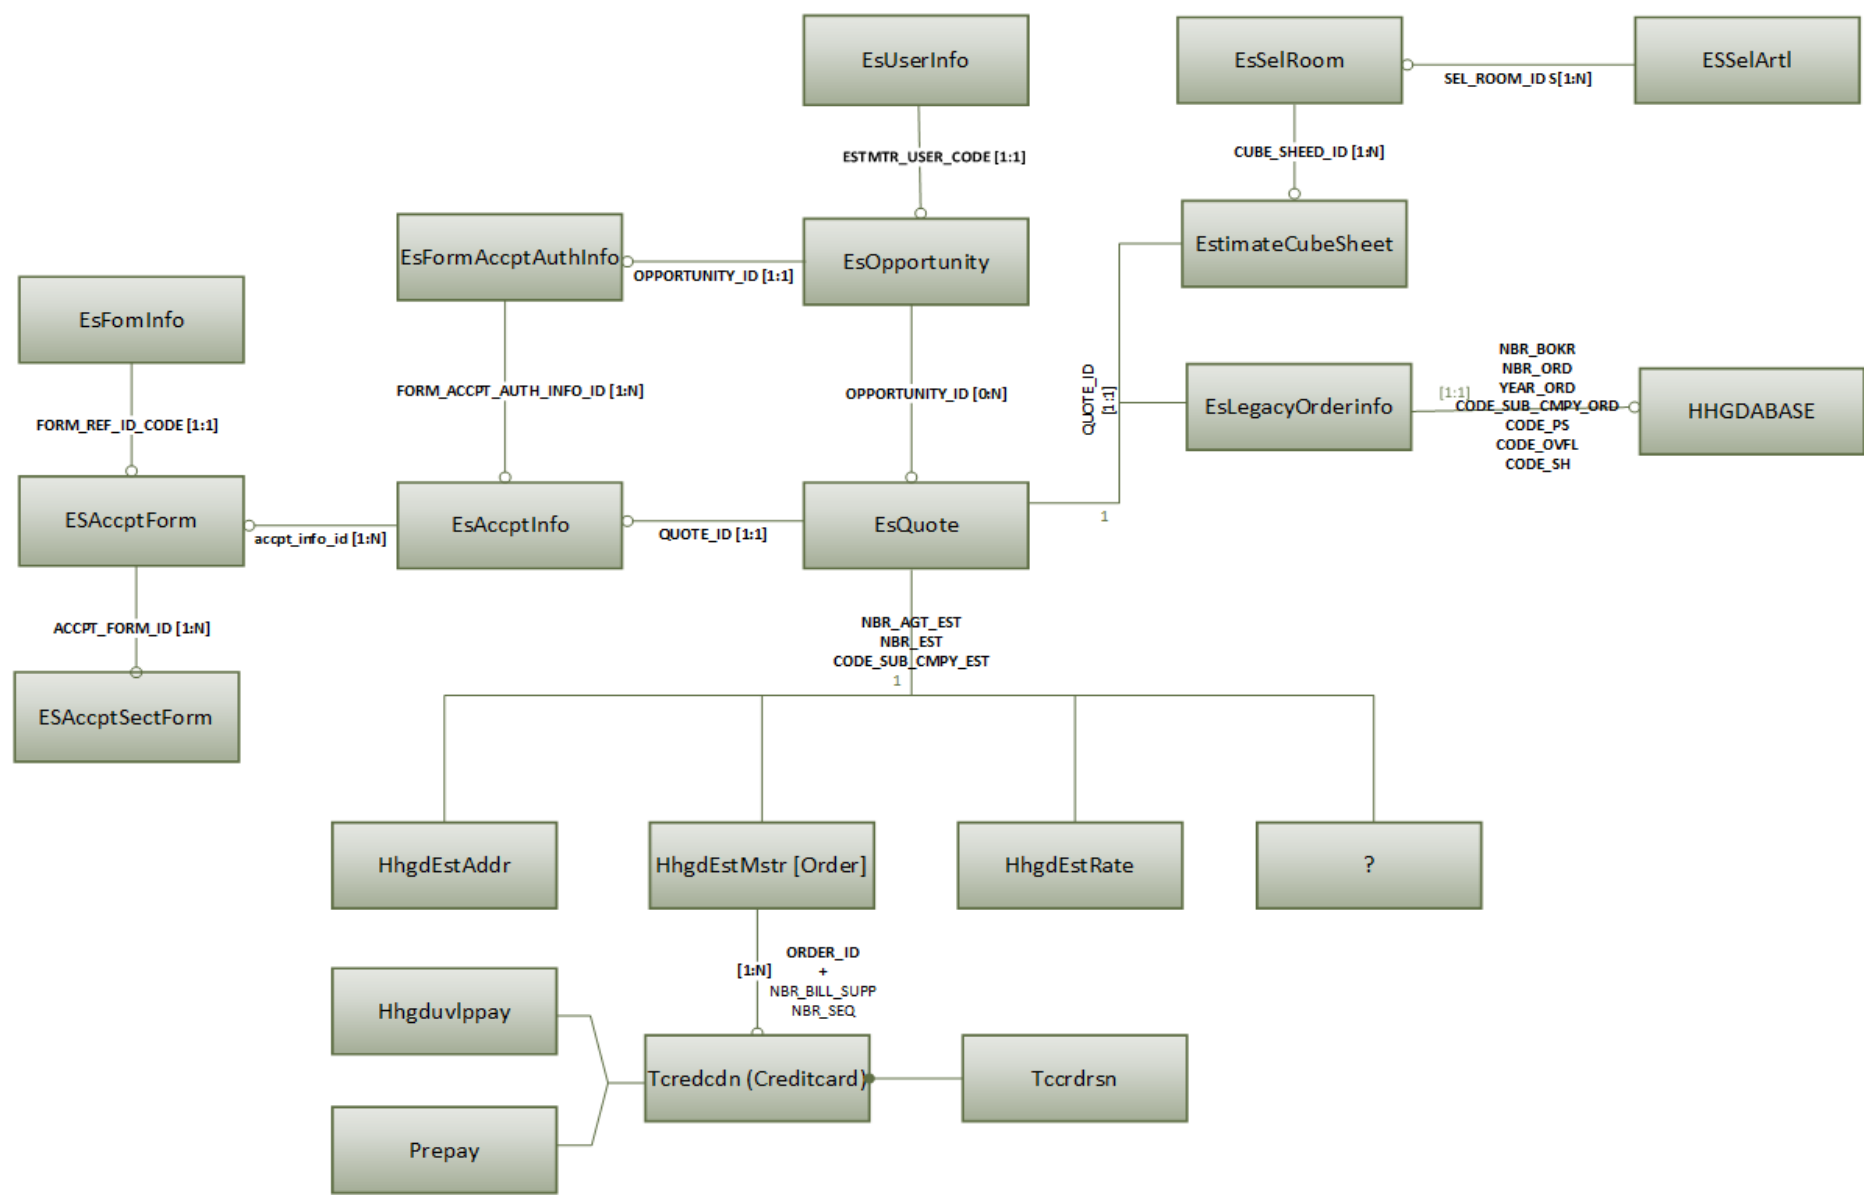 EsUserInfo
EsSelRoom
SEL_ROOM_ID S[1:N]
ESSelArtl
ESTMTR_USER_CODE [1:1]
CUBE_SHEED_ID [1:N]
EsFormAccptAuthInfo
OPPORTUNITY_ID [1:1]
EsOpportunity
EstimateCubeSheet
EsFomInfo
FORM_REF_ID_CODE [1:1]
FORM_ACCPT_AUTH_INFO_ID [1:N]
OPPORTUNITY_ID [0:N]
QUOTE_ID
[1:1]
EsLegacyOrderinfo
[1:1]
NBR_BOKR
NBR_ORD
YEAR_ORD
CODE_SUB_CMPY_ORD
CODE_PS
CODE_OVFL
CODE_SH
HHGDABASE
ESAccptForm
accpt_info_id [1:N]
EsAccptInfo
QUOTE_ID [1:1]
EsQuote
1
ACCPT_FORM_ID [1:N]
NBR_AGT_EST
NBR_EST
CODE_SUB_CMPY_EST
1
ESAccptSectForm
HhgdEstAddr
HhgdEstMstr [Order]
HhgdEstRate
?
[1:N]
ORDER_ID
+
NBR_BILL_SUPP
NBR_SEQ
Hhgduvlppay
Tcredcdn (Creditcard)
Tccrdrsn
Prepay